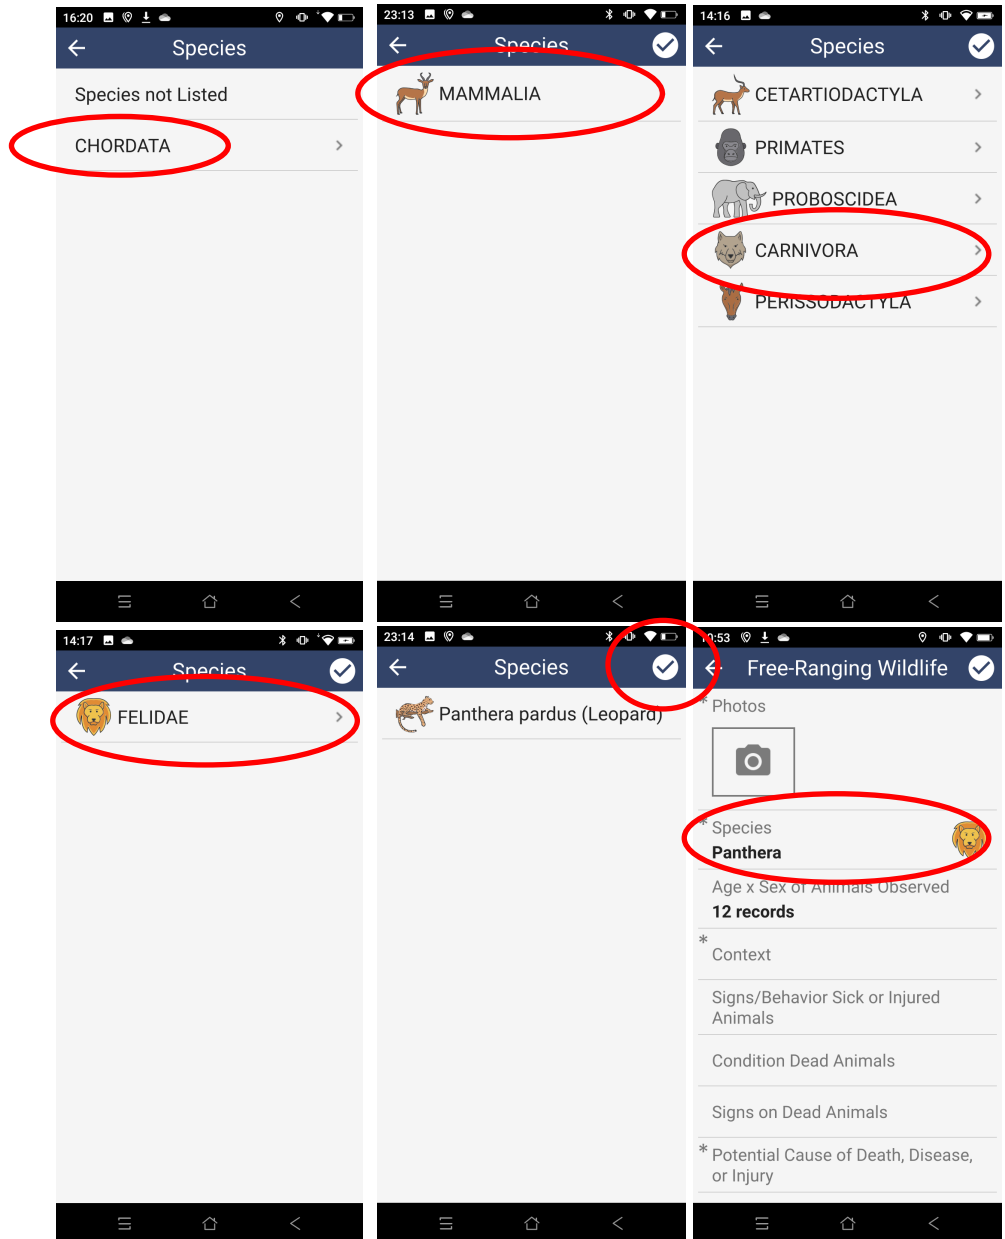 16:20
Species
Species not Listed
CHORDATA
23:13
Species
MAMMALIA
14:16
Species
CETARTIODACTYLA
PRIMATES
PROBOSCIDEA
CARNIVORA
PERISSODACTYLA
14:17
Species
FELIDAE
23:14
Species
Panthera pardus (Leopard)
:53
Free-Ranging Wildlife
* Photos
* Species
Panthera
Age x Sex of Animals Observed
12 records
* Context
Signs/Behavior Sick or Injured
Animals
Condition Dead Animals
Signs on Dead Animals
* Potential Cause of Death, Disease,
or Injury